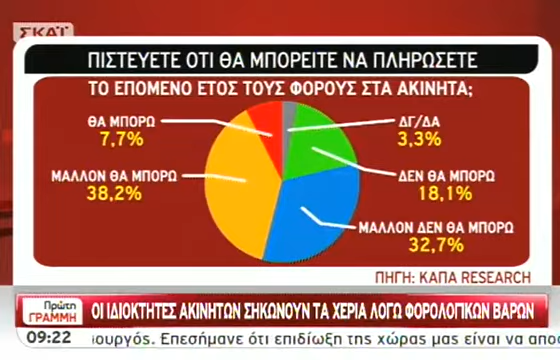 ΣΚΑΪ
ΠΙΣΤΕΥΕΤΕ ΟΤΙ ΘΑ ΜΠΟΡΕΙΤΕ ΝΑ ΠΛΗΡΩΣΕΤΕ
ΤΟ ΕΠΟΜΕΝΟ ΕΤΟΣ ΤΟΥΣ ΦΟΡΟΥΣ ΣΤΑ ΑΚΙΝΗΤΑ;
ΘΑ ΜΠΟΡΩ
7,7%
ΔΓ/ΔΑ
3,3%
ΜΑΛΛΟΝ ΘΑ ΜΠΟΡΩ
38,2%
ΔΕΝ ΘΑ ΜΠΟΡΩ
18,1%
ΜΑΛΛΟΝ ΔΕΝ ΘΑ ΜΠΟΡΩ
32,7%
ΠΗΓΗ: ΚΑΠΑ RESEARCH
Πρώτη
ΓΡΑΜΜΗ
ΟΙ ΙΔΙΟΚΤΗΤΕΣ ΑΚΙΝΗΤΩΝ ΣΗΚΩΝΟΥΝ ΤΑ ΧΕΡΙΑ ΛΟΓΩ ΦΟΡΟΛΟΓΙΚΩΝ ΒΑΡΩΝ
09:22
ιουργός. Επεσήμανε ότι επιδίωξη της χώρας μας είναι να απο